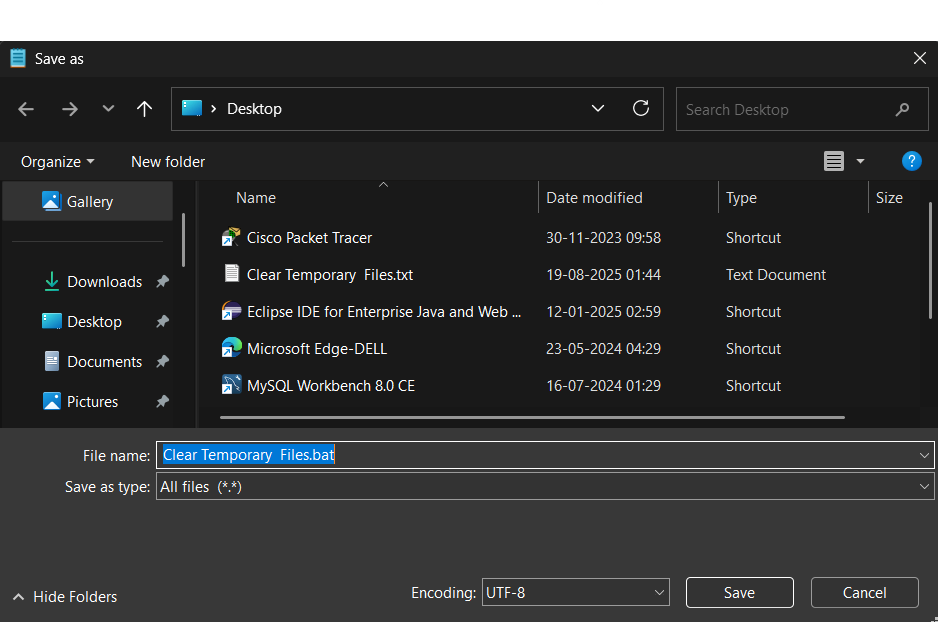 Save as
Desktop
Search Desktop
Organize
New folder
?
Gallery
Downloads
Desktop
Documents
Pictures
Name Date modified Type Size
Cisco Packet Tracer 30-11-2023 09:58 Shortcut
Clear Temporary  Files.txt 19-08-2025 01:44 Text Document
Eclipse IDE for Enterprise Java and Web ... 12-01-2025 02:59 Shortcut
Microsoft Edge-DELL 23-05-2024 04:29 Shortcut
MySQL Workbench 8.0 CE 16-07-2024 01:29 Shortcut
File name: Clear Temporary  Files.bat
Save as type: All files  (*.*)
Hide Folders
Encoding: UTF-8
Save
Cancel